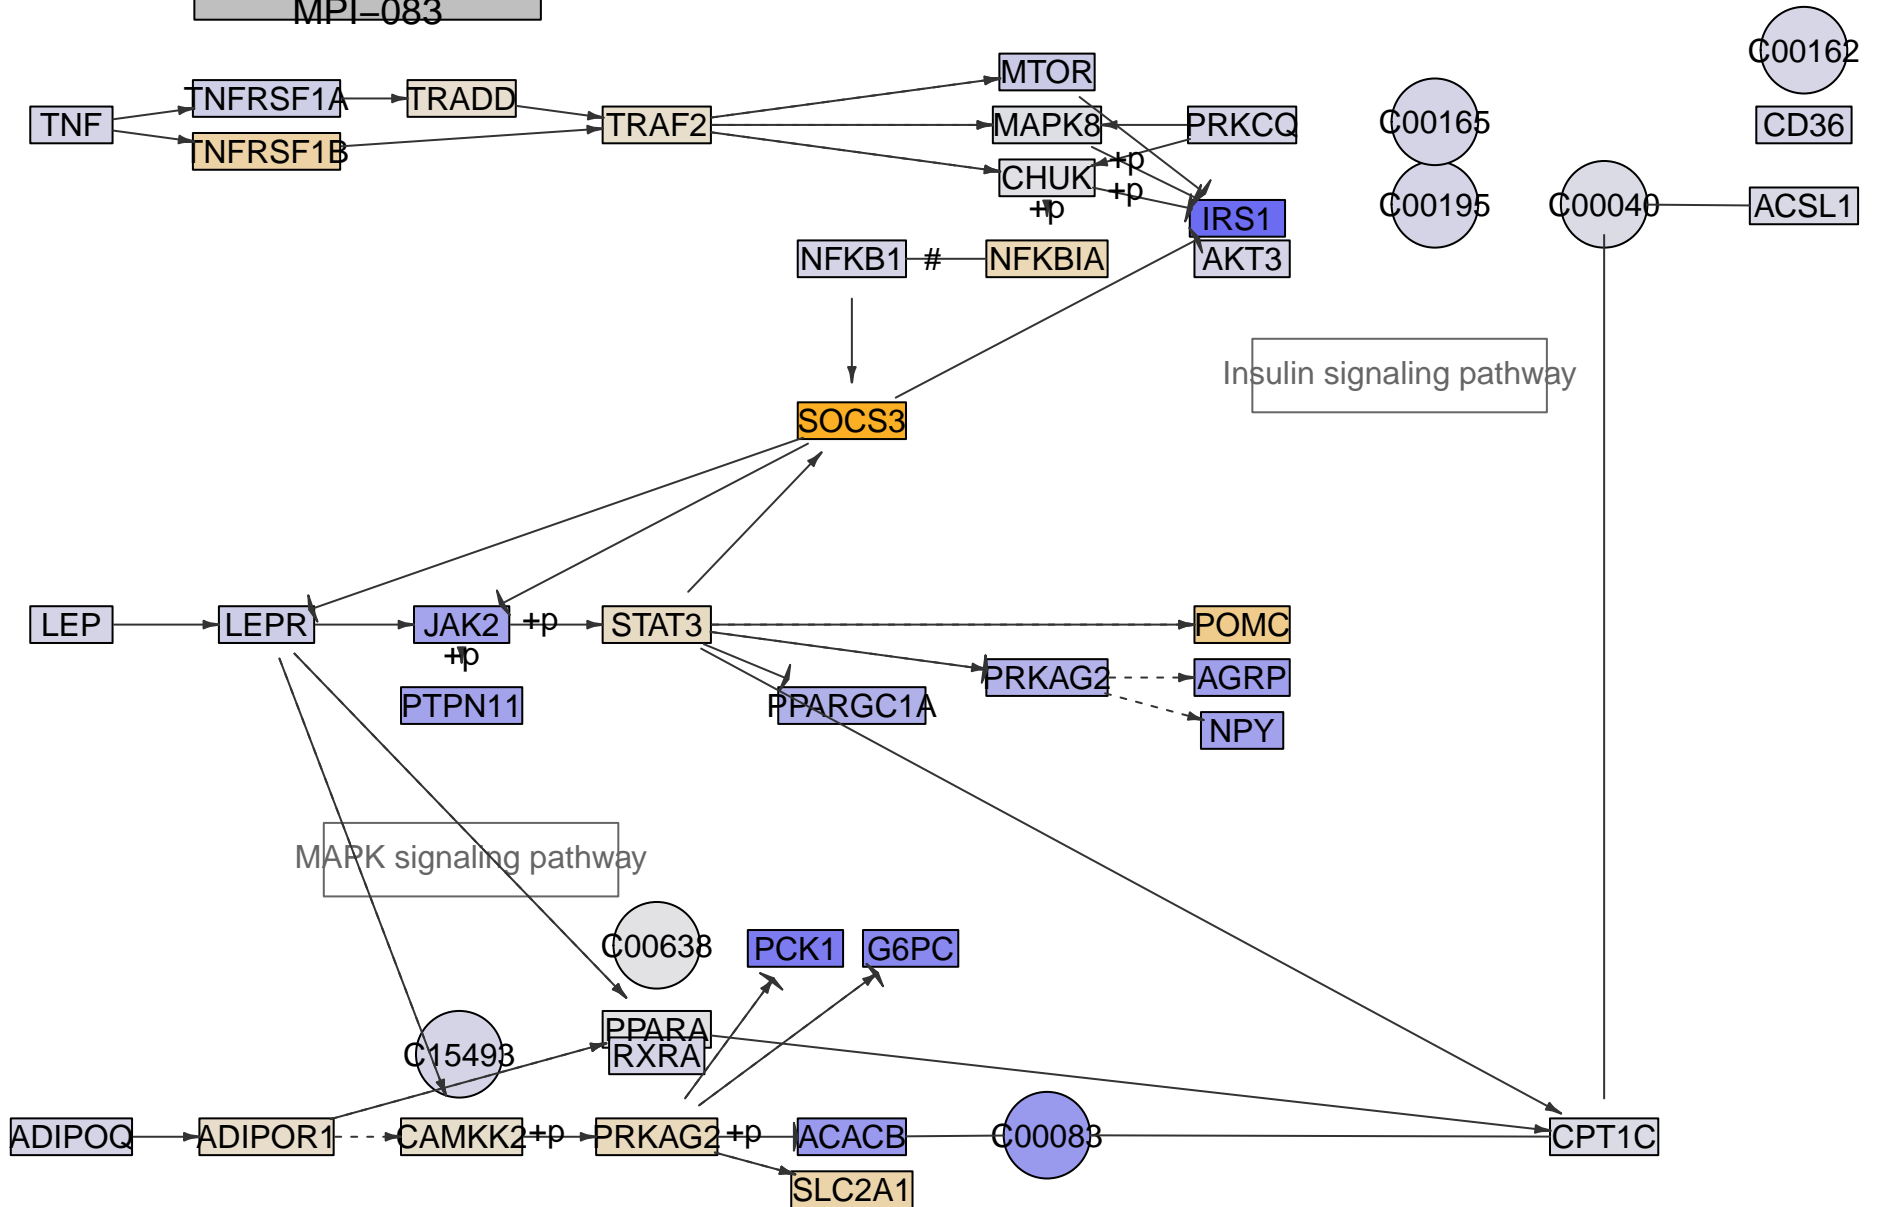 MPI−083
C00162
MTOR
TNFRSF1A
TRADD
TNF
TRAF2
MAPK8
PRKCQ
C00165
CD36
TNFRSF1B
+p
CHUK
+p
+p
IRS1
C00195
C00040
ACSL1
NFKB1
#
NFKBIA
AKT3
Insulin signaling pathway
SOCS3
LEP
LEPR
JAK2
+p
STAT3
POMC
+p
PRKAG2
AGRP
PTPN11
PPARGC1A
NPY
MAPK signaling pathway
C00638
PCK1
G6PC
PPARA
C15493
RXRA
ADIPOQ
ADIPOR1
CAMKK2
+p
PRKAG2
+p
ACACB
C00083
CPT1C
SLC2A1